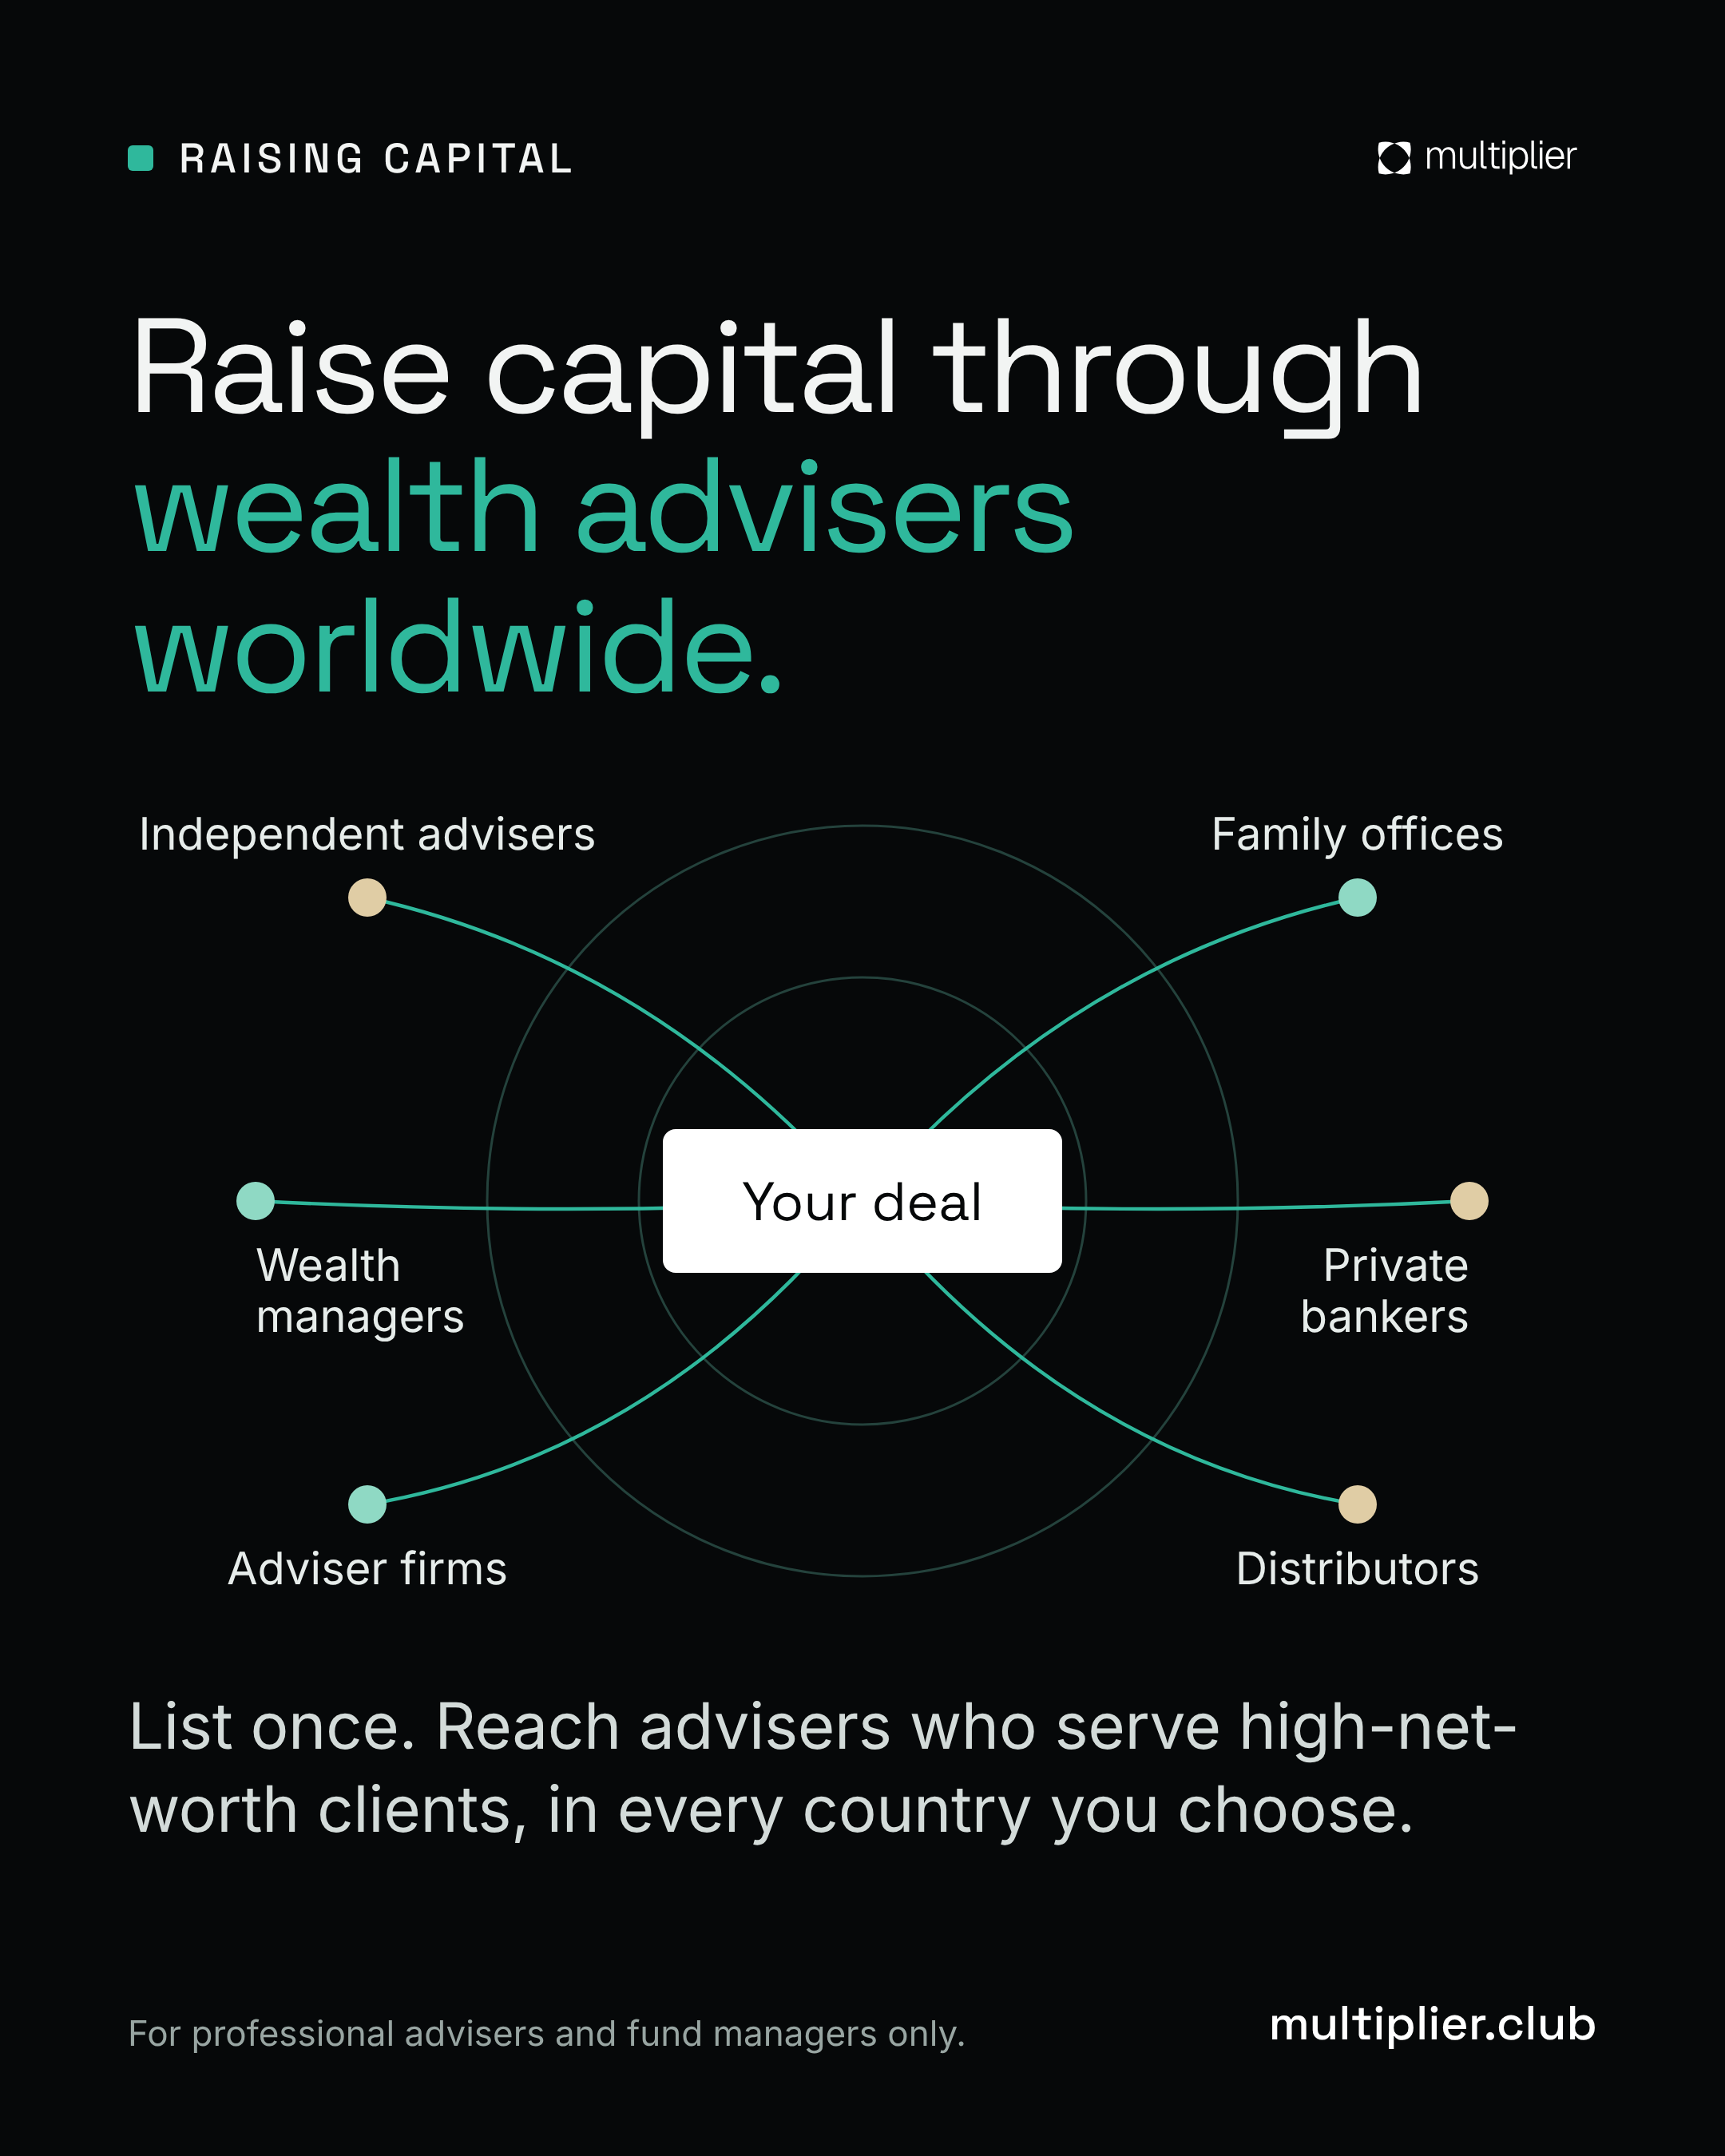 RAISING CAPITAL
multiplier
Raise capital through
wealth advisers
worldwide.
Independent advisers
Family offices
Your deal
Wealth
managers
Private
bankers
Adviser firms
Distributors
List once. Reach advisers who serve high-net-
worth clients, in every country you choose.
For professional advisers and fund managers only.
multiplier.club